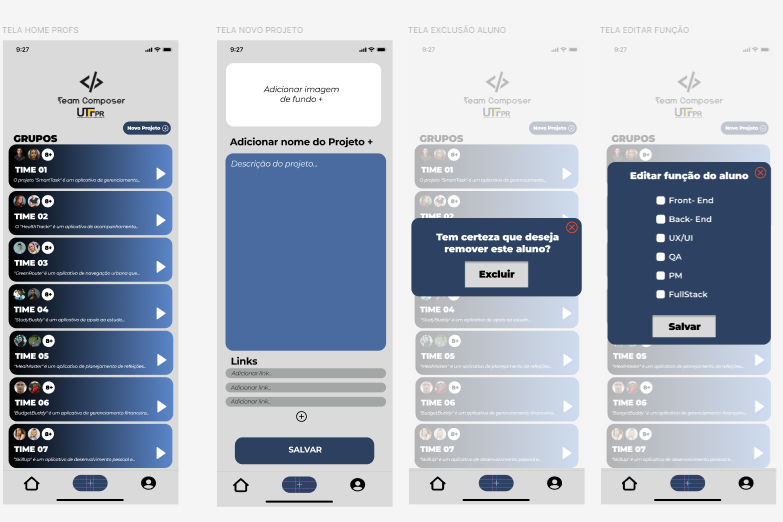 TELA HOME PROFS
9:27
</>
Team Composer
UTFPR
Novo Projeto
GRUPOS
8+
TIME 01
O projeto "SmartTask" é um aplicativo de gerenciamento...
8+
TIME 02
O "HealthTrackr" é um aplicativo de acompanhamento...
8+
TIME 03
"GreenRoute" é um aplicativo de navegação urbana que...
8+
TIME 04
"StudyBuddy" é um aplicativo de apoio ao estudo...
8+
TIME 05
"MealMaster" é um aplicativo de planejamento de refeições...
8+
TIME 06
"BudgetBuddy" é um aplicativo de gerenciamento financeiro...
8+
TIME 07
"SkillUp" é um aplicativo de desenvolvimento pessoal e...
TELA NOVO PROJETO
9:27
Adicionar imagem
de fundo +
Adicionar nome do Projeto +
Descrição do projeto...
Links
Adicionar link...
Adicionar link...
Adicionar link...
SALVAR
TELA EXCLUSÃO ALUNO
9:27
</>
Team Composer
UTFPR
Novo Projeto
GRUPOS
8+
TIME 01
O projeto "SmartTask" é um aplicativo de gerenciamento...
8+
TIME 02
Tem certeza que deseja
remover este aluno?
Excluir
TIME 04
"StudyBuddy" é um aplicativo de apoio ao estudo...
8+
TIME 05
"MealMaster" é um aplicativo de planejamento de refeições...
8+
TIME 06
"BudgetBuddy" é um aplicativo de gerenciamento financeiro...
8+
TIME 07
"SkillUp" é um aplicativo de desenvolvimento pessoal e...
TELA EDITAR FUNÇÃO
9:27
</>
Team Composer
UTFPR
Novo Projeto
GRUPOS
8+
Editar função do aluno
Front- End
Back- End
UX/UI
QA
PM
FullStack
Salvar
TIME 05
"MealMaster" é um aplicativo de planejamento de refeições...
8+
TIME 06
"BudgetBuddy" é um aplicativo de gerenciamento financeiro...
8+
TIME 07
"SkillUp" é um aplicativo de desenvolvimento pessoal e...